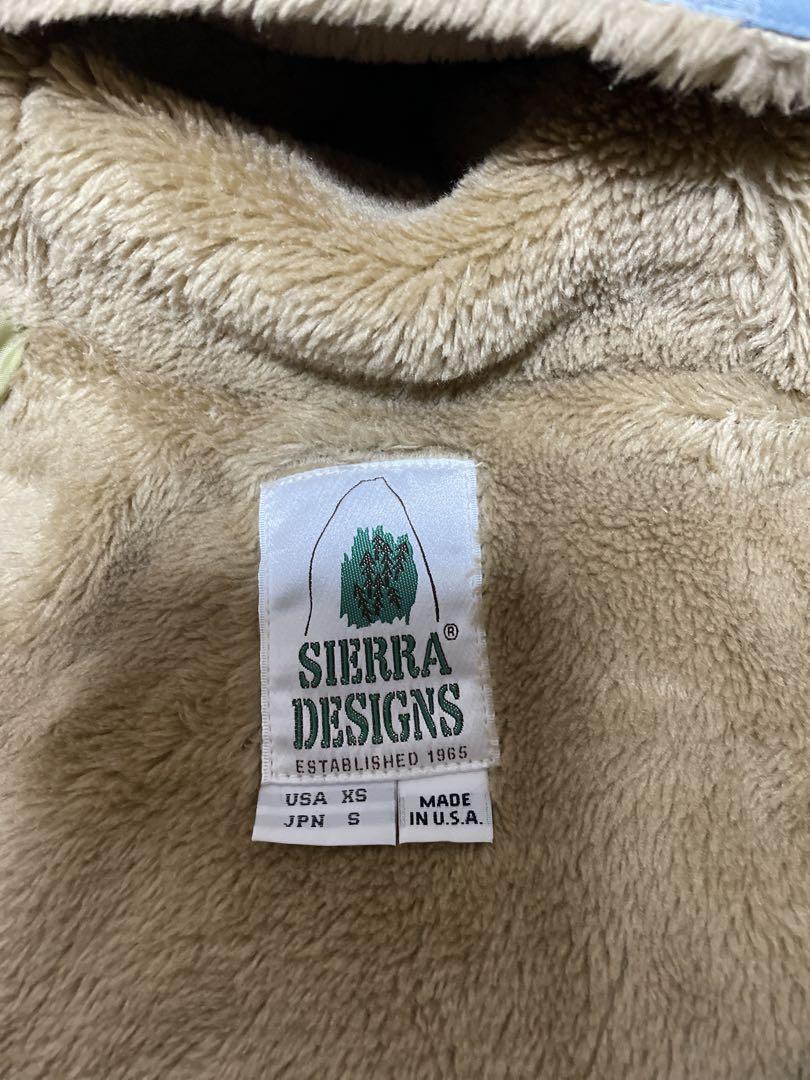 SIERRA®
DESIGNS
ESTABLISHED 1965
USA XS
JPN S
MADE
IN U.S.A.